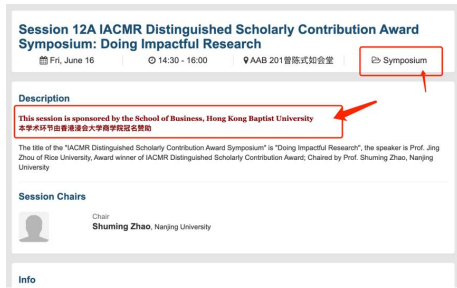 Session 12A IACMR Distinguished Scholarly Contribution Award
Symposium: Doing Impactful Research
Fri, June 16 14:30 - 16:00 AAB 201曾陈式如会堂 Symposium
Description
This session is sponsored by the School of Business, Hong Kong Baptist University
本学术环节由香港浸会大学商学院冠名赞助
The title of the "IACMR Distinguished Scholarly Contribution Award Symposium" is "Doing Impactful Research", the speaker is Prof. Jing
Zhou of Rice University, Award winner of IACMR Distinguished Scholarly Contribution Award; Chaired by Prof. Shuming Zhao, Nanjing
University
Session Chairs
Chair
Shuming Zhao, Nanjing University
Info